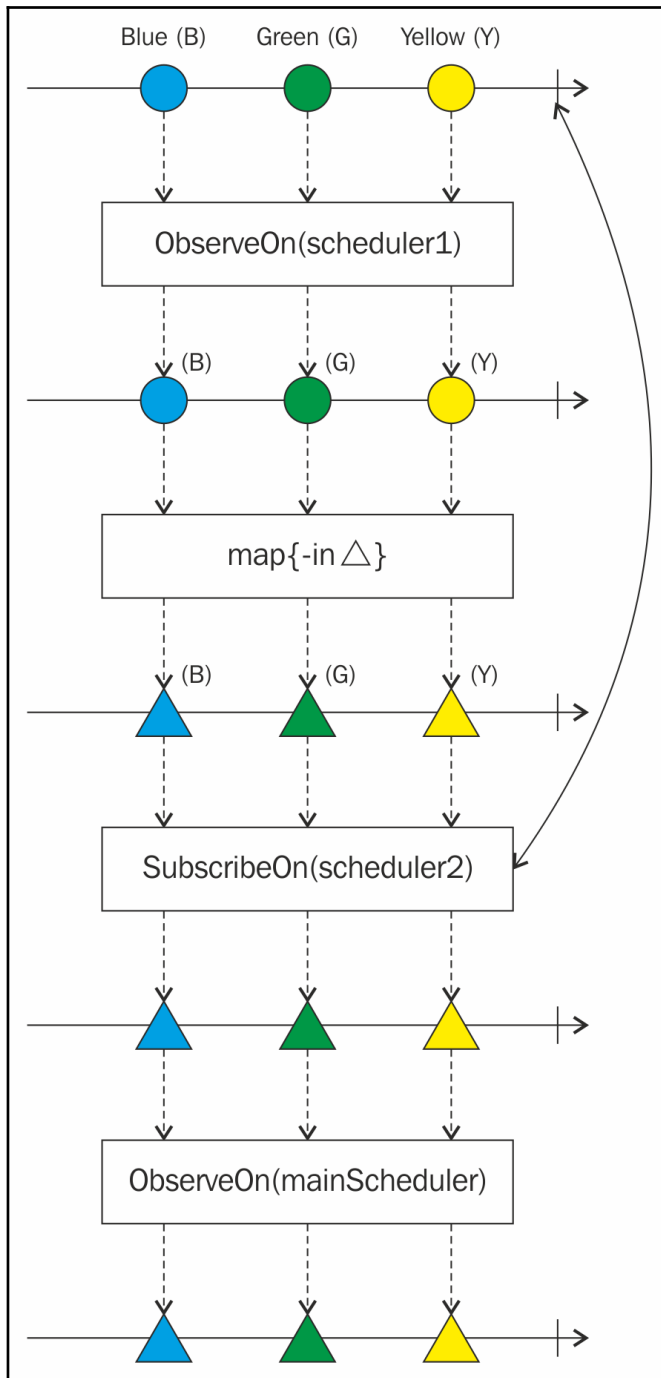 Blue (B) Green (G) Yellow (Y)
ObserveOn(scheduler1)
(B) (G) (Y)
map{-in △}
(B) (G) (Y)
SubscribeOn(scheduler2)
ObserveOn(mainScheduler)